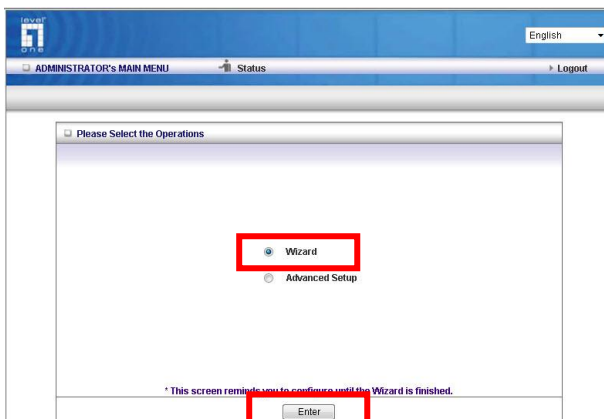 level
one
English
ADMINISTRATOR's MAIN MENU
Status
Logout
Please Select the Operations
Wizard
Advanced Setup
* This screen reminds you to configure until the Wizard is finished.
Enter